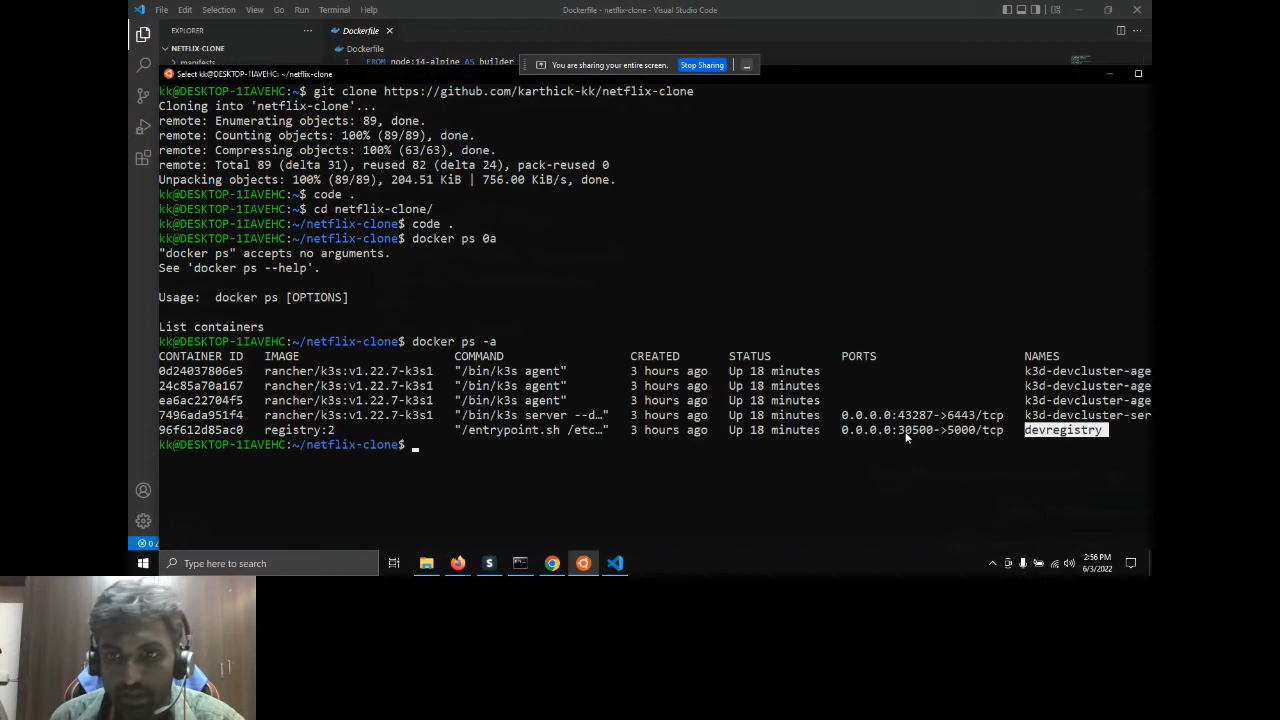 File Edit Selection View Go Run Terminal Help
Dockerfile - netflix-clone - Visual Studio Code
EXPLORER
Dockerfile
NETFLIX-CLONE
Dockerfile
manifests
1 FROM node:14-alpine AS builder
You are sharing your entire screen. Stop Sharing
Select kk@DESKTOP-1IAVEHC: ~/netflix-clone
kk@DESKTOP-1IAVEHC:~$ git clone https://github.com/karthick-kk/netflix-clone
Cloning into 'netflix-clone'...
remote: Enumerating objects: 89, done.
remote: Counting objects: 100% (89/89), done.
remote: Compressing objects: 100% (63/63), done.
remote: Total 89 (delta 31), reused 82 (delta 24), pack-reused 0
Unpacking objects: 100% (89/89), 204.51 KiB | 756.00 KiB/s, done.
kk@DESKTOP-1IAVEHC:~$ code .
kk@DESKTOP-1IAVEHC:~$ cd netflix-clone/
kk@DESKTOP-1IAVEHC:~/netflix-clone$ code .
kk@DESKTOP-1IAVEHC:~/netflix-clone$ docker ps 0a
"docker ps" accepts no arguments.
See 'docker ps --help'.
Usage:  docker ps [OPTIONS]
List containers
kk@DESKTOP-1IAVEHC:~/netflix-clone$ docker ps -a
CONTAINER ID IMAGE COMMAND CREATED STATUS PORTS NAMES
0d24037806e5 rancher/k3s:v1.22.7-k3s1 "/bin/k3s agent" 3 hours ago Up 18 minutes k3d-devcluster-age
24c85a70a167 rancher/k3s:v1.22.7-k3s1 "/bin/k3s agent" 3 hours ago Up 18 minutes k3d-devcluster-age
ea6ac22704f5 rancher/k3s:v1.22.7-k3s1 "/bin/k3s agent" 3 hours ago Up 18 minutes k3d-devcluster-age
7496ada951f4 rancher/k3s:v1.22.7-k3s1 "/bin/k3s server --d…" 3 hours ago Up 18 minutes 0.0.0.0:43287->6443/tcp k3d-devcluster-ser
96f612d85ac0 registry:2 "/entrypoint.sh /etc…" 3 hours ago Up 18 minutes 0.0.0.0:30500->5000/tcp devregistry
kk@DESKTOP-1IAVEHC:~/netflix-clone$
0
Type here to search
2:56 PM
6/3/2022